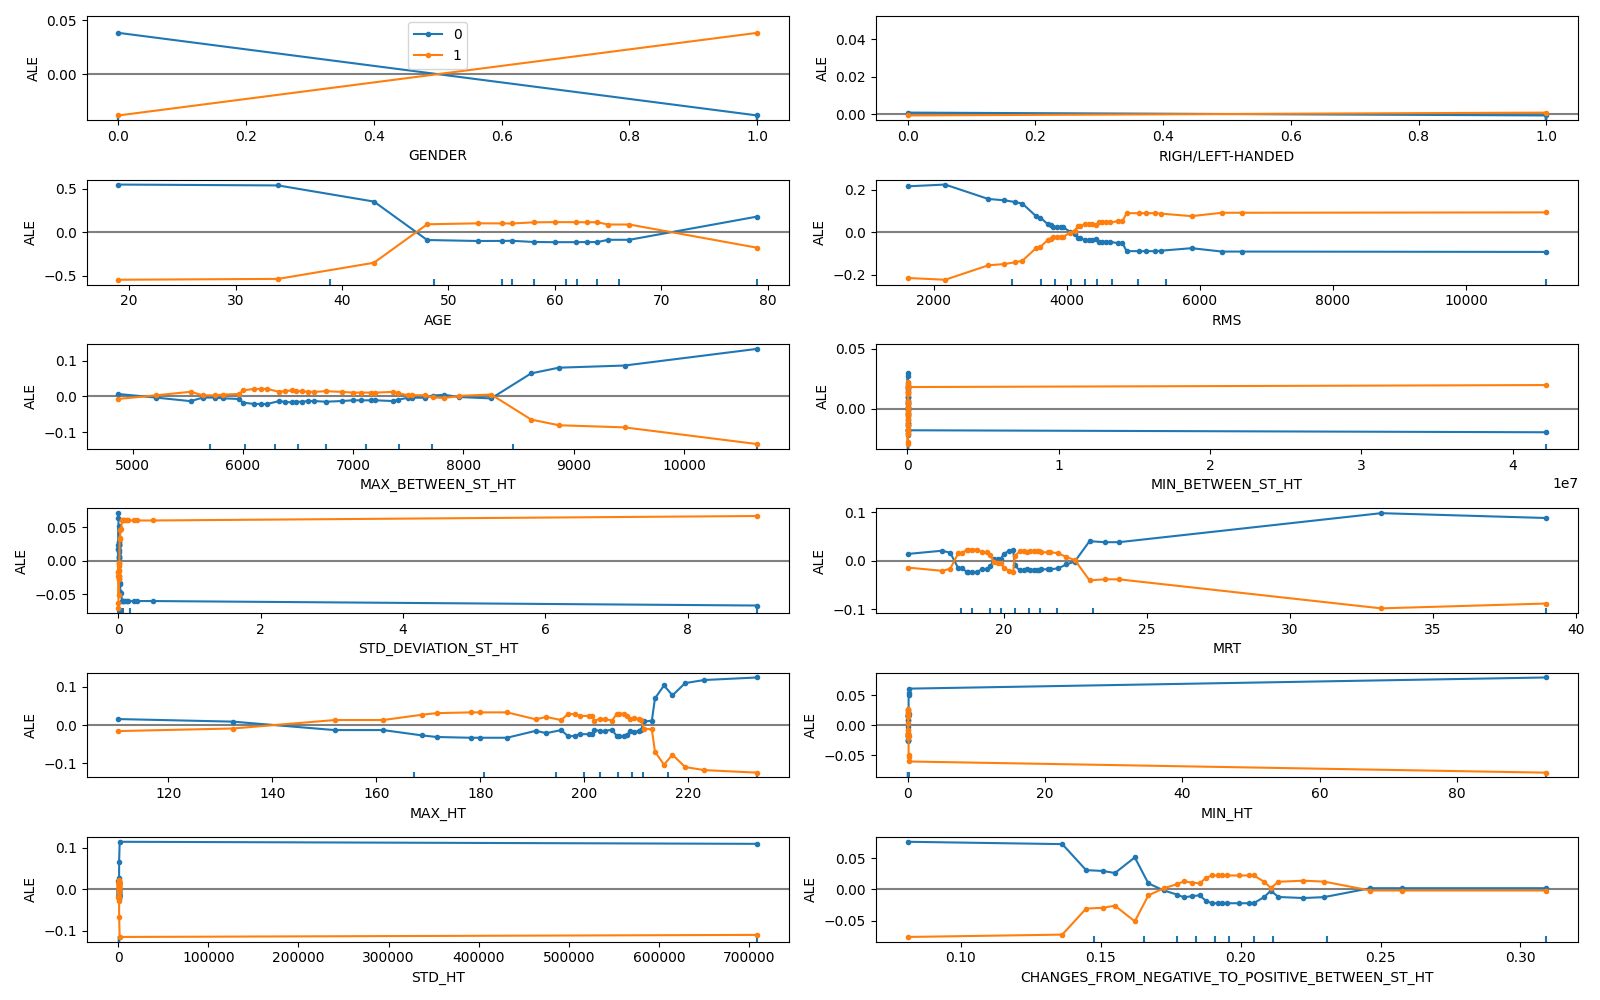 0.05
0.00
ALE
0
1
0.0 0.2 0.4 0.6 0.8 1.0
GENDER
0.04
0.02
0.00
ALE
0.0 0.2 0.4 0.6 0.8 1.0
RIGH/LEFT-HANDED
0.5
0.0
−0.5
ALE
20 30 40 50 60 70 80
AGE
0.2
0.0
−0.2
ALE
2000 4000 6000 8000 10000
RMS
0.1
0.0
−0.1
ALE
5000 6000 7000 8000 9000 10000
MAX_BETWEEN_ST_HT
0.05
0.00
ALE
0 1 2 3 4
1e7
MIN_BETWEEN_ST_HT
0.05
0.00
−0.05
ALE
0 2 4 6 8
STD_DEVIATION_ST_HT
0.1
0.0
−0.1
ALE
20 25 30 35 40
MRT
0.1
0.0
−0.1
ALE
120 140 160 180 200 220
MAX_HT
0.05
0.00
−0.05
ALE
0 20 40 60 80
MIN_HT
0.1
0.0
−0.1
ALE
0 100000 200000 300000 400000 500000 600000 700000
STD_HT
0.05
0.00
−0.05
ALE
0.10 0.15 0.20 0.25 0.30
CHANGES_FROM_NEGATIVE_TO_POSITIVE_BETWEEN_ST_HT